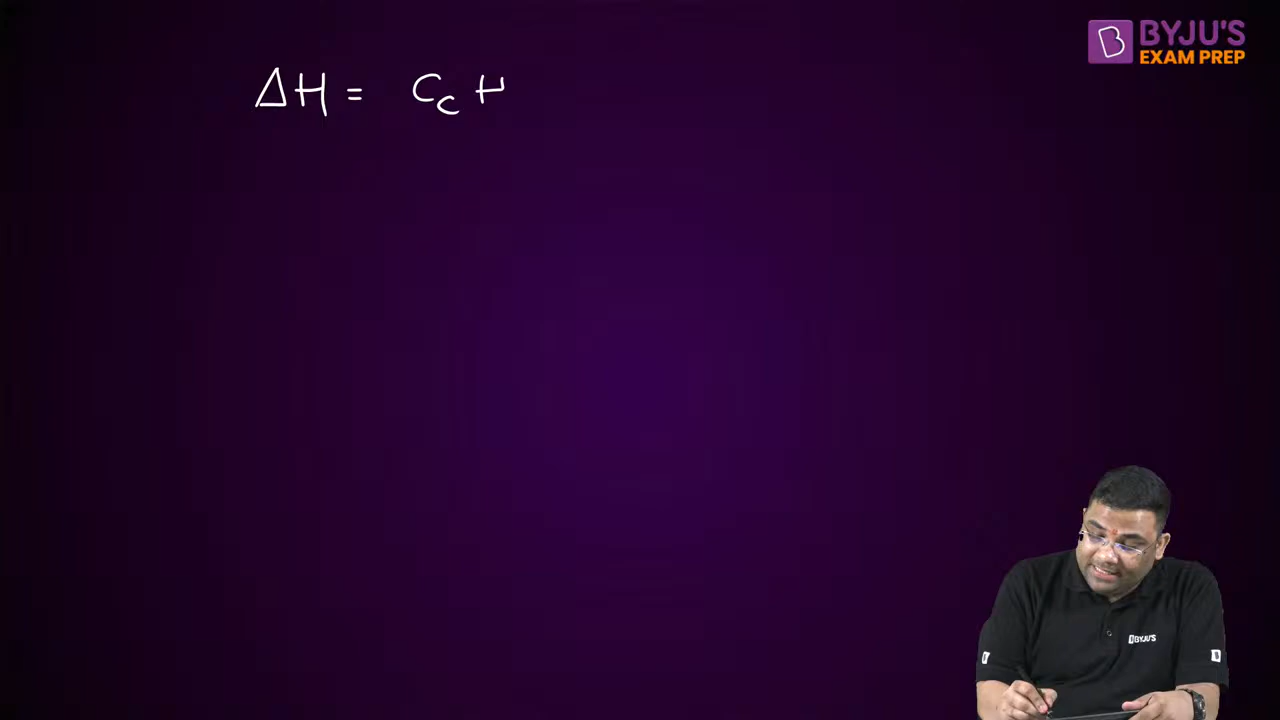 BYJU'S
EXAM PREP
ΔH = C_c H
BYJU'S